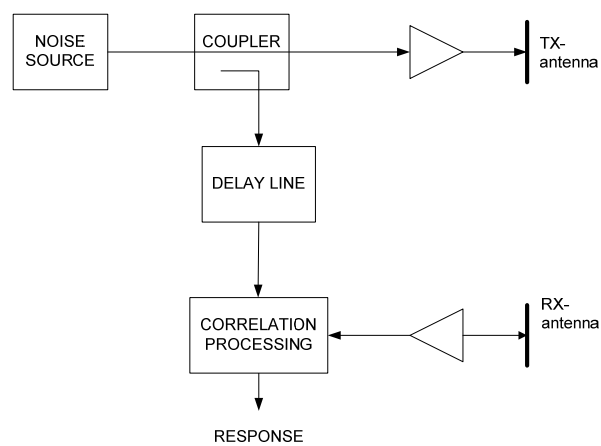 NOISE
SOURCE
COUPLER
TX-
antenna
DELAY LINE
CORRELATION
PROCESSING
RX-
antenna
RESPONSE